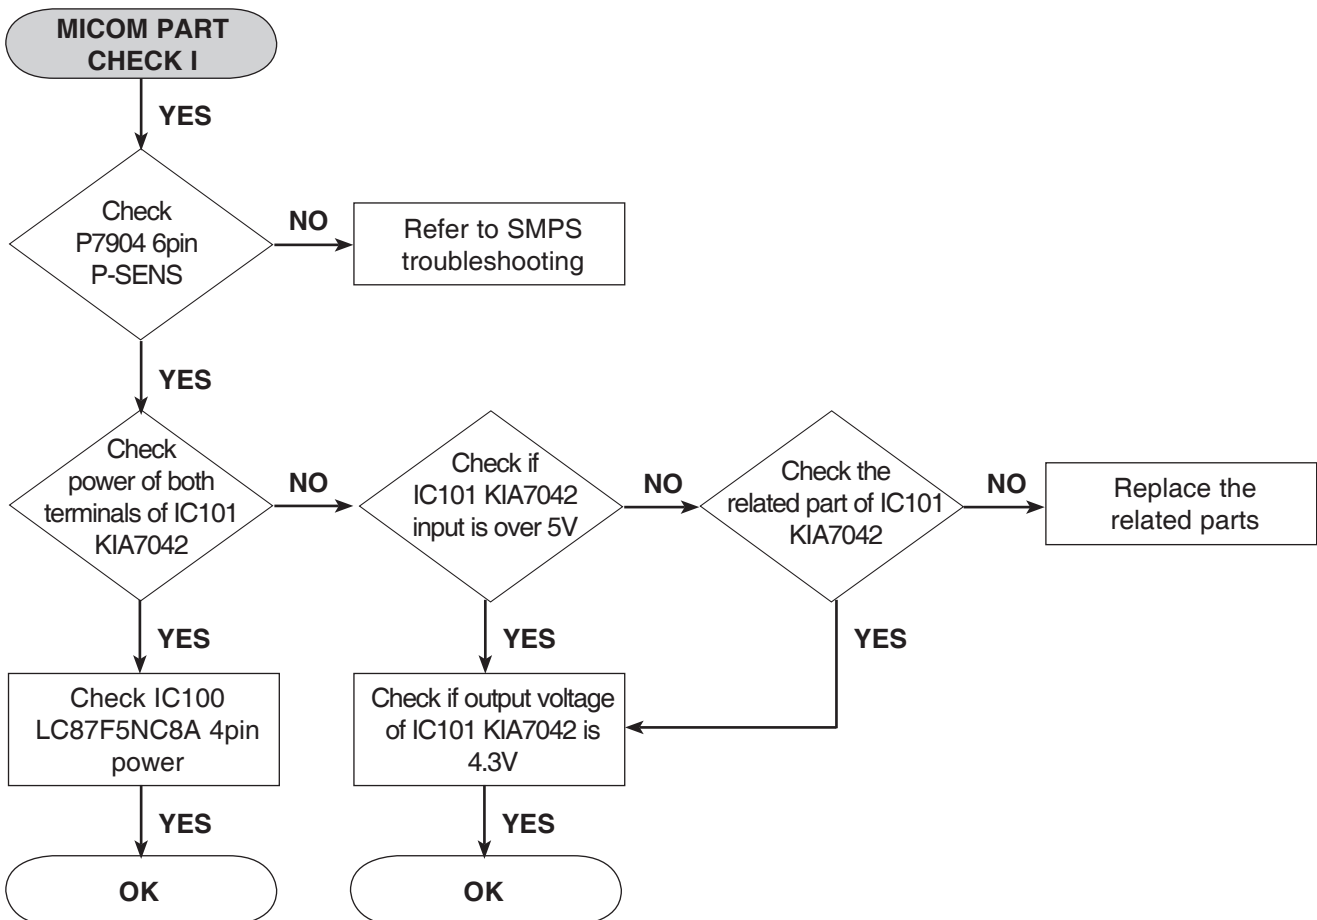 MICOM PART
CHECK I
YES
Check
P7904 6pin
P-SENS
NO
Refer to SMPS
troubleshooting
YES
Check
power of both
terminals of IC101
KIA7042
NO
Check if
IC101 KIA7042
input is over 5V
NO
Check the
related part of IC101
KIA7042
NO
Replace the
related parts
YES
Check IC100
LC87F5NC8A 4pin
power
YES
Check if output voltage
of IC101 KIA7042 is
4.3V
YES
YES
OK
YES
OK